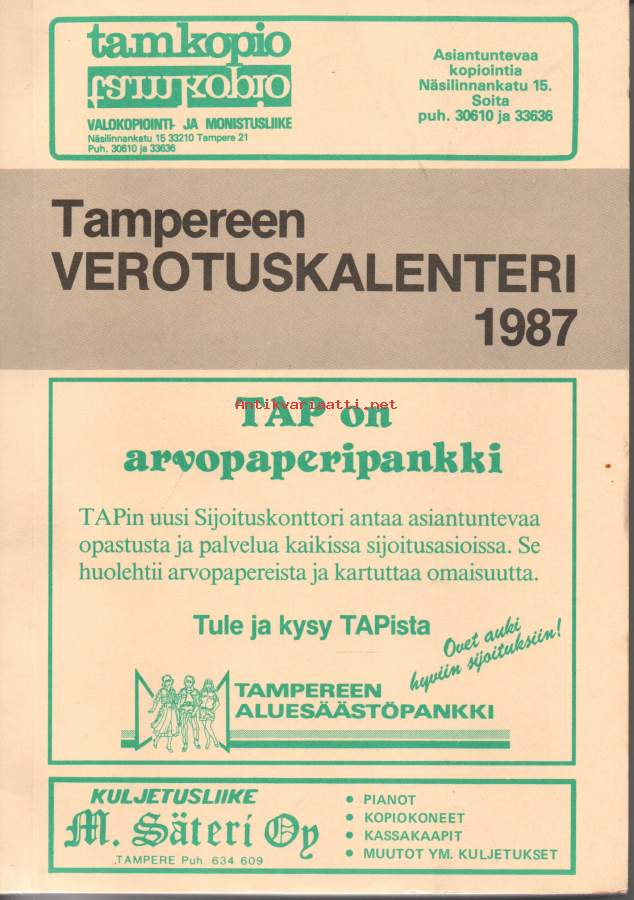 tamkopio
tamkopio
VALOKOPIOINTI- JA MONISTUSLIIKE
Näsilinnankatu 15 33210 Tampere 21
Puh. 30610 ja 33636
Asiantuntevaa
kopiointia
Näsilinnankatu 15.
Soita
puh. 30610 ja 33636
Tampereen
VEROTUSKALENTERI
1987
Antikvariaatti.net
TAP on
arvopaperipankki
TAPin uusi Sijoituskonttori antaa asiantuntevaa
opastusta ja palvelua kaikissa sijoitusasioissa. Se
huolehtii arvopapereista ja kartuttaa omaisuutta.
Tule ja kysy TAPista
Ovet auki
hyviin sijoituksiin!
TAMPEREEN
ALUESÄÄSTÖPANKKI
KULJETUSLIIKE
M. Säteri Oy
TAMPERE Puh. 634 609
• PIANOT
• KOPIOKONEET
• KASSAKAAPIT
• MUUTOT YM. KULJETUKSET